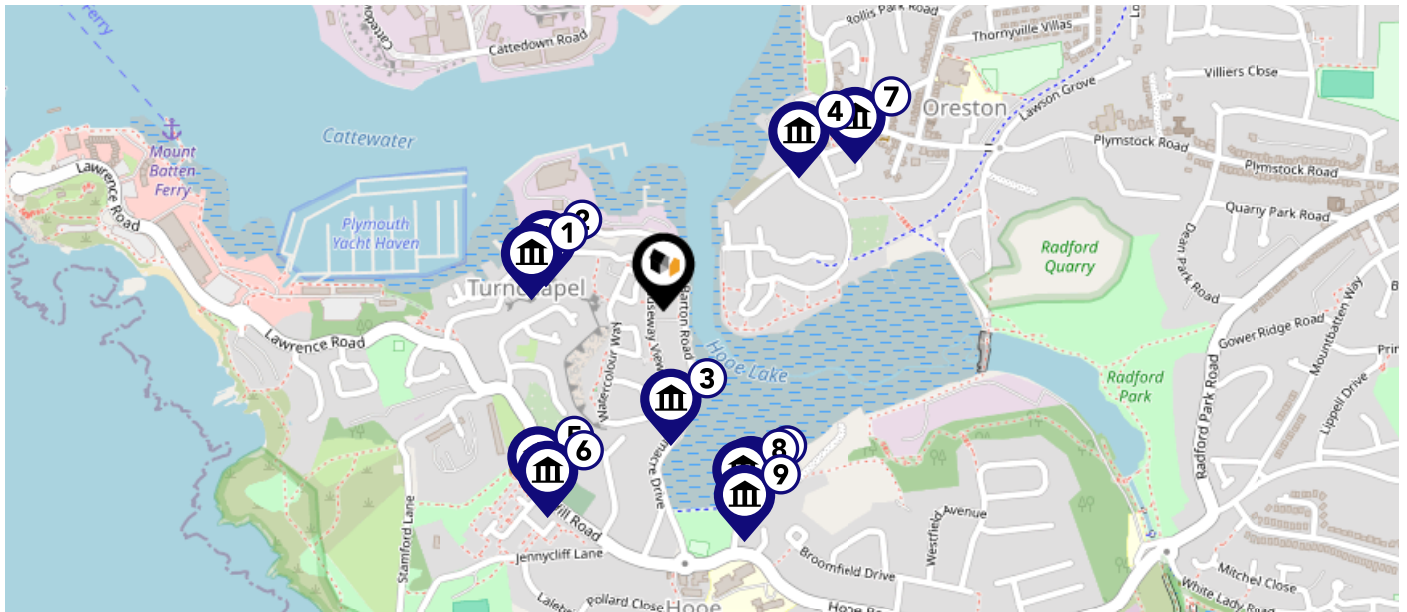 Ferry
Cattedown Road
Rollis Park Road
Thornyville Villas
Villiers Close
Lawson Grove
Oreston
7
4
Plymstock Road
Plymstock Road
Cattewater
Mount
Batten
Ferry
Lawrence Road
Plymouth
Yacht Haven
Quarry Park Road
Dean Park Road
Radford
Quarry
2
1
Barton Road
Lawrence Road
Watercolour Way
Hooe Lake
3
Gower Ridge Road
Mountbatten Way
Radford
Park
Radford Park Road
Lippell Drive
5
6
8
9
Stamford Lane
Jennycliff Lane
Westfield
Avenue
Broomfield Drive
Mitchel Close
White Lady Road
Pollard Close
Hooe